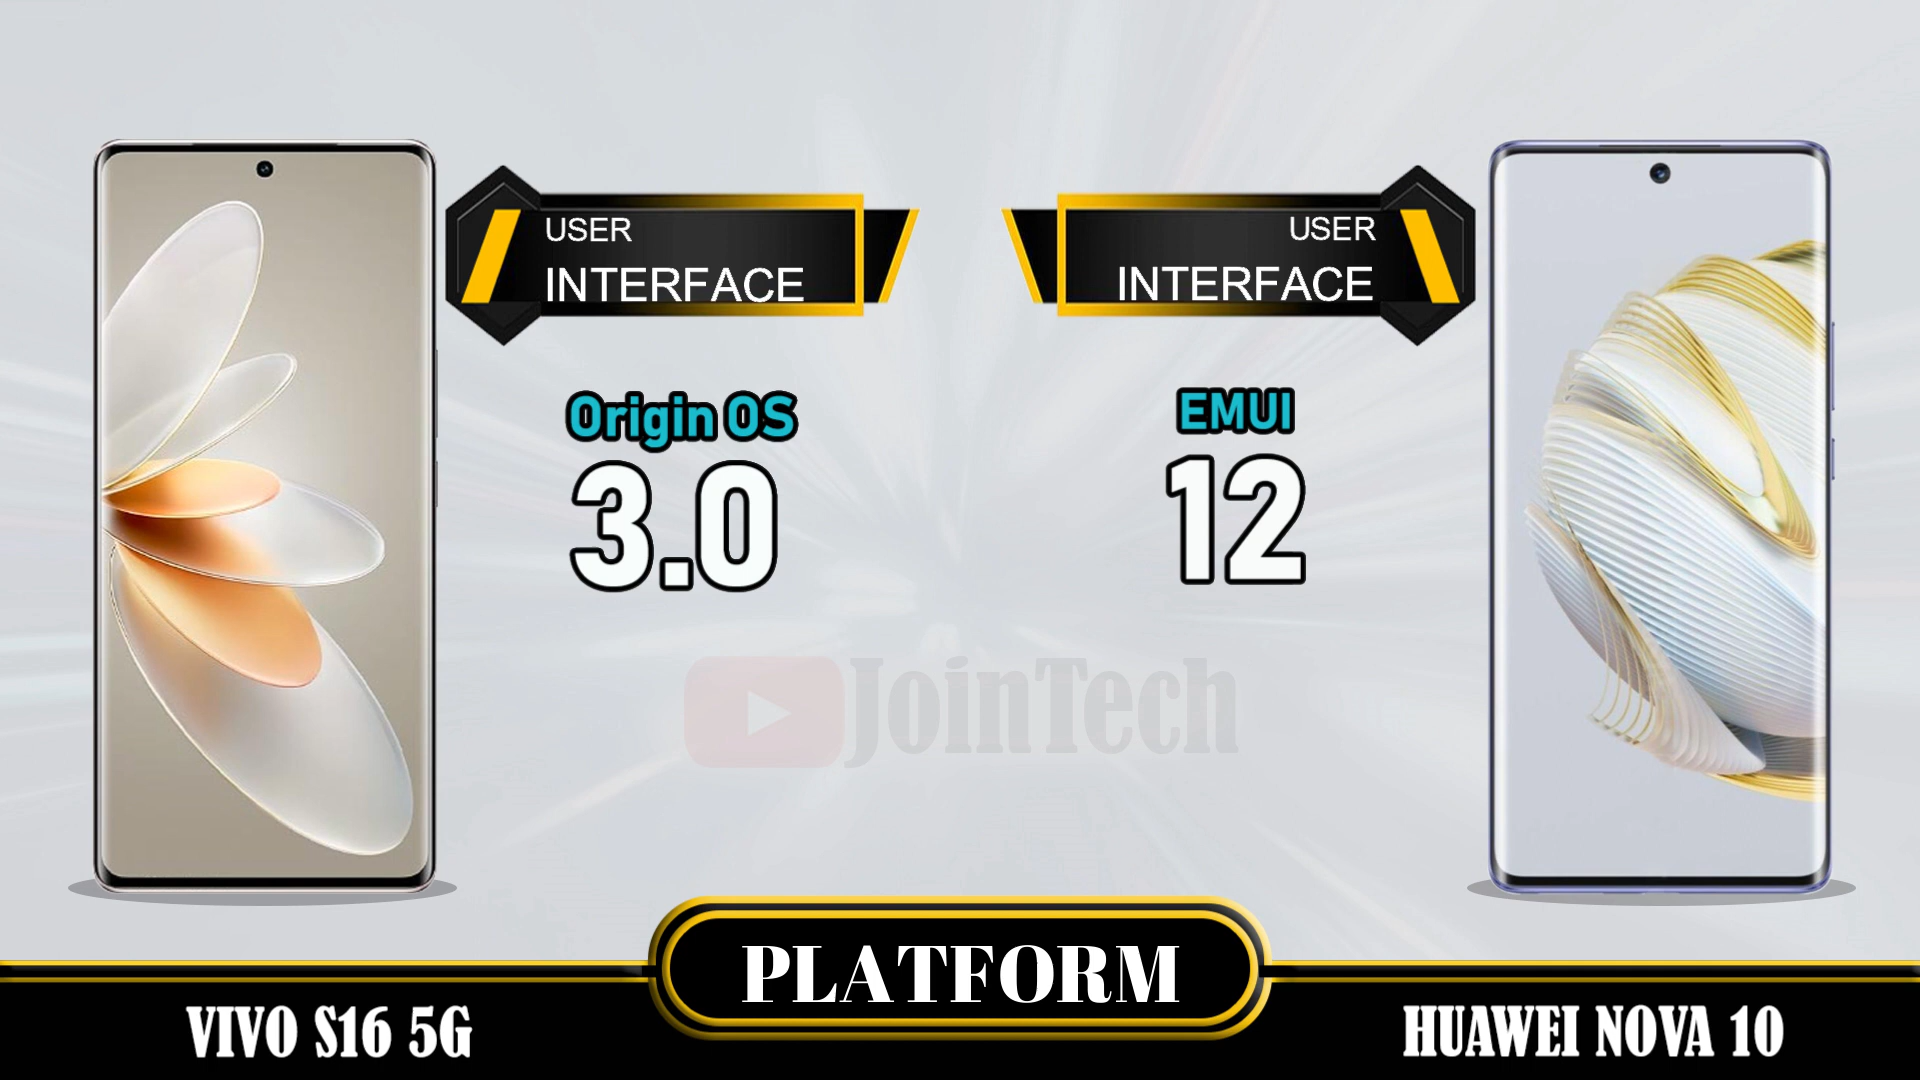 USER
INTERFACE
Origin OS
3.0
USER
INTERFACE
EMUI
12
JoinTech
PLATFORM
VIVO S16 5G
HUAWEI NOVA 10